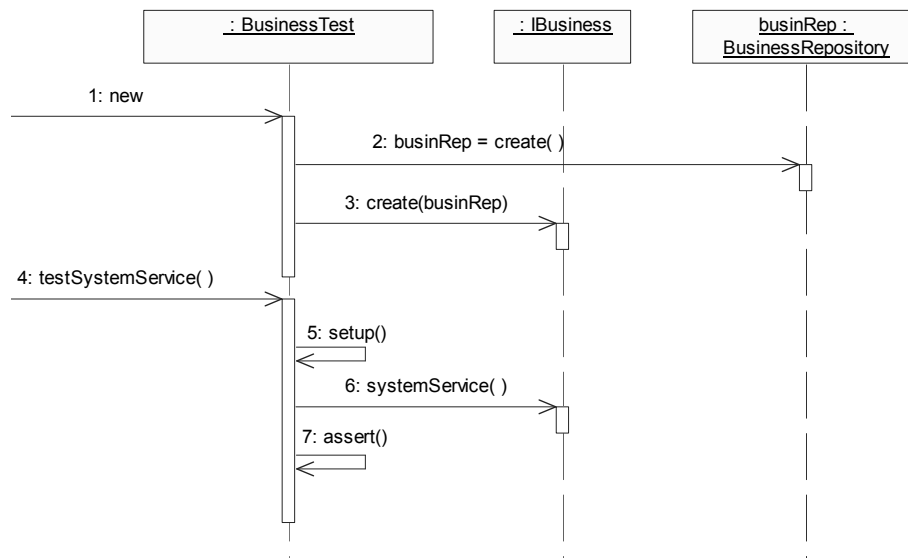 : BusinessTest
: IBusiness
businRep :
BusinessRepository
1: new
2: businRep = create( )
3: create(businRep)
4: testSystemService( )
5: setup()
6: systemService( )
7: assert()